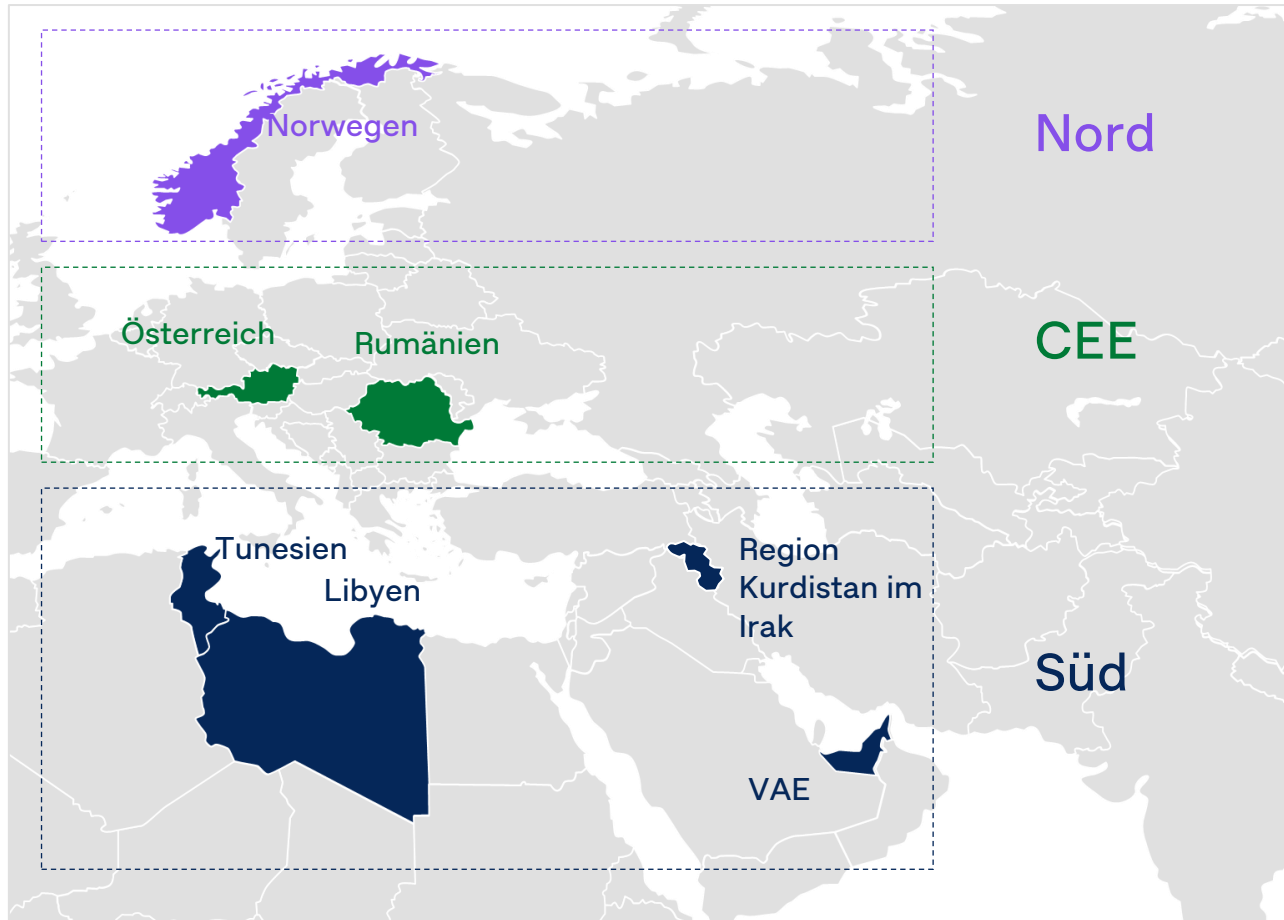 Norwegen
Nord
Österreich
Rumänien
CEE
Tunesien
Libyen
Region
Kurdistan im
Irak
Süd
VAE